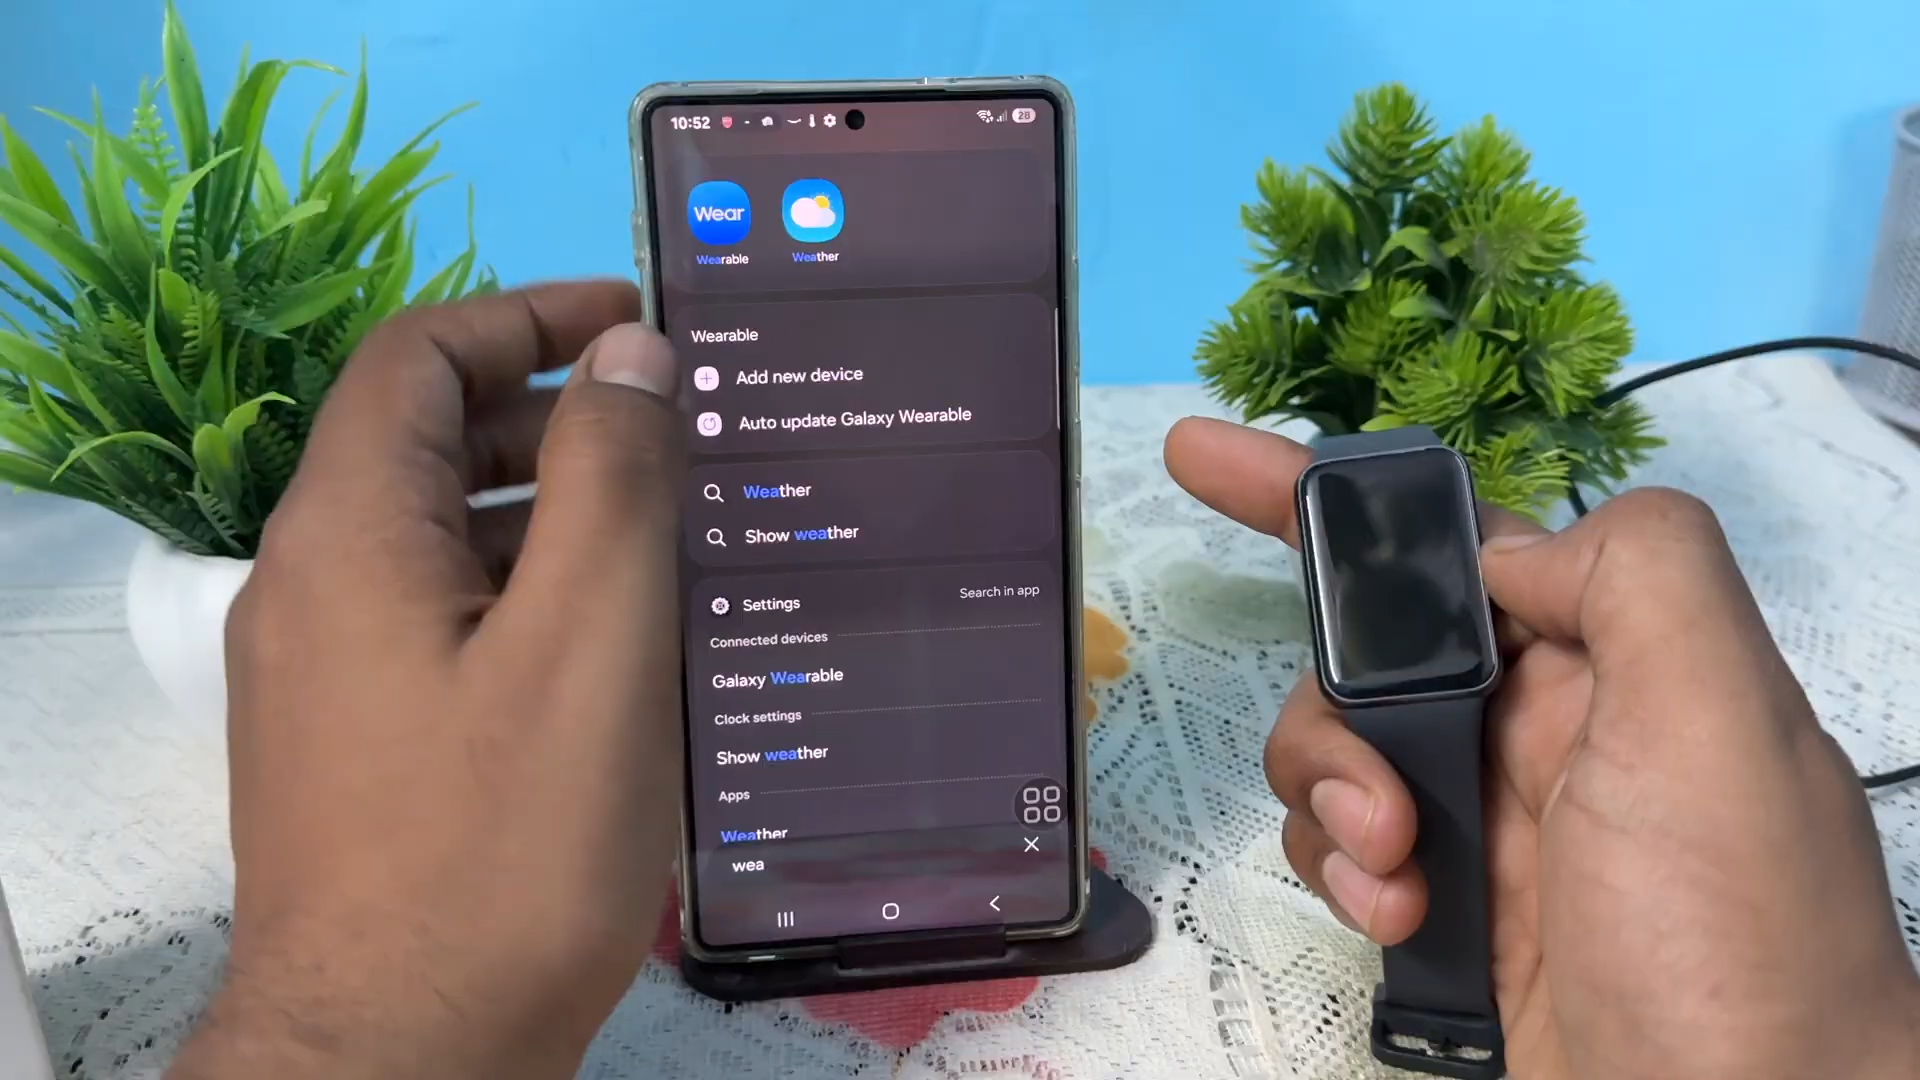 10:52
28
Wear
Wearable
Weather
Wearable
Add new device
Auto update Galaxy Wearable
Weather
Show weather
Settings
Search in app
Connected devices
Galaxy Wearable
Clock settings
Show weather
Apps
Weather
wea